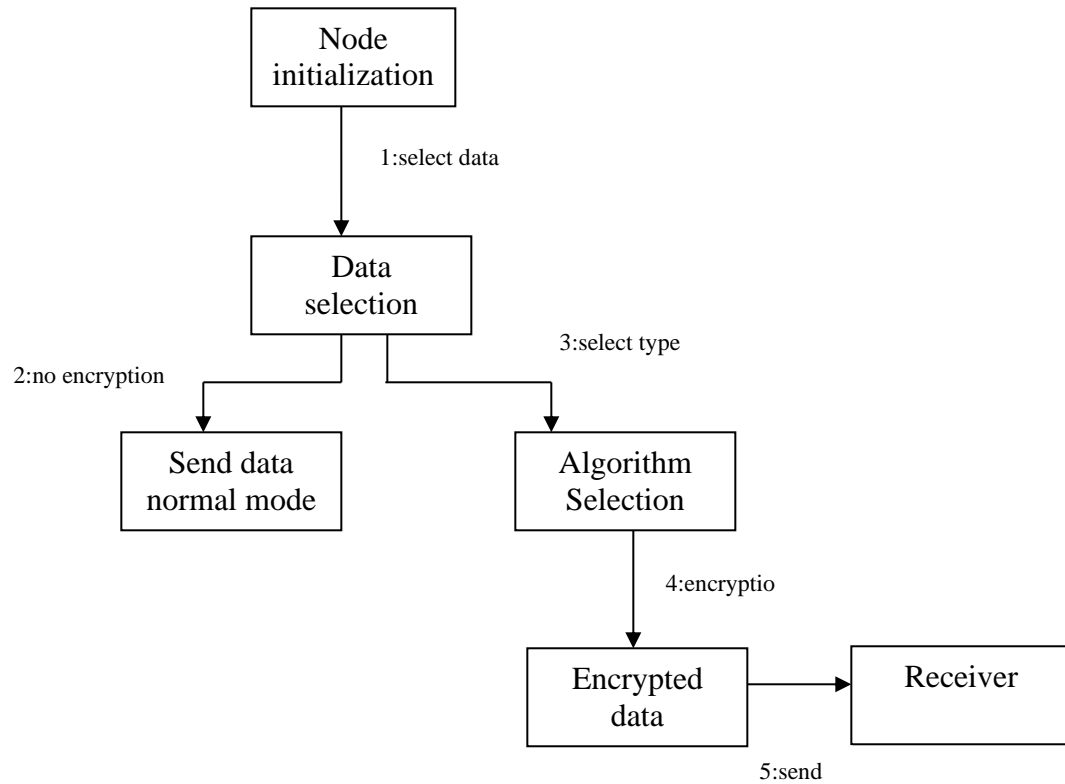 Node
initialization
1:select data
Data
selection
3:select type
2:no encryption
Send data
normal mode
Algorithm
Selection
4:encryptio
Encrypted
data
Receiver
5:send